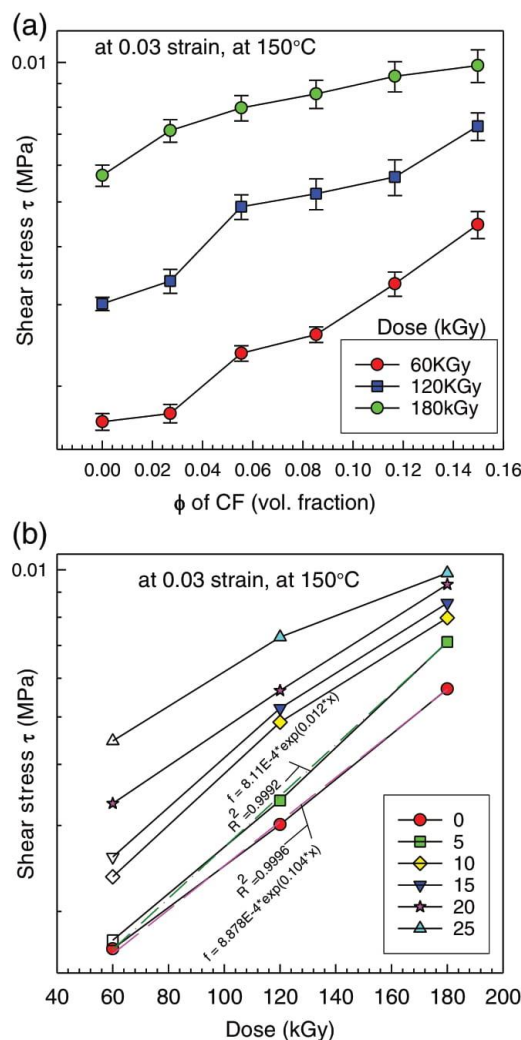 (a)
at 0.03 strain, at 150°C
0.01
Shear stress τ (MPa)
Dose (kGy)
60KGy
120KGy
180kGy
0.00 0.02 0.04 0.06 0.08 0.10 0.12 0.14 0.16
ϕ of CF (vol. fraction)
(b)
at 0.03 strain, at 150°C
0.01
Shear stress τ (MPa)
f = 8.11E-4*exp(0.012*x)
R²=0.9992
R²=0.9996
f = 8.878E-4*exp(0.104*x)
0
5
10
15
20
25
40 60 80 100 120 140 160 180 200
Dose (kGy)